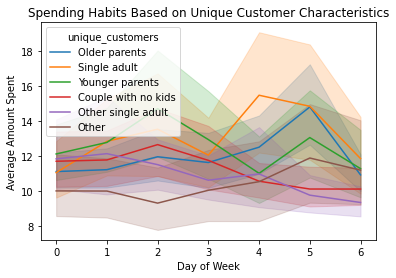 Spending Habits Based on Unique Customer Characteristics
unique_customers
Older parents
Single adult
Younger parents
Couple with no kids
Other single adult
Other
Average Amount Spent
18
16
14
12
10
8
0 1 2 3 4 5 6
Day of Week